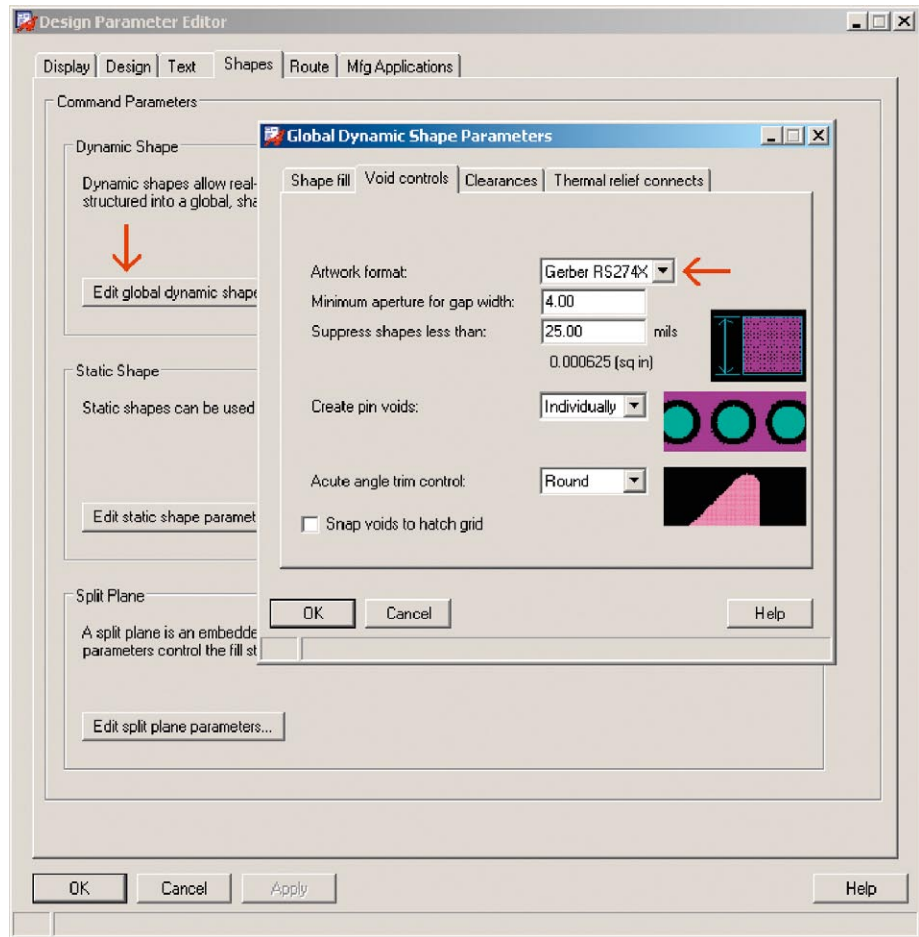 Design Parameter Editor
Display Design Text Shapes Route Mfg Applications
Command Parameters
Dynamic Shape
Dynamic shapes allow real-
structured into a global, sha
Edit global dynamic shape
Static Shape
Static shapes can be used
Edit static shape paramet
Split Plane
A split plane is an embedde
parameters control the fill st
Edit split plane parameters...
OK Cancel Apply Help
Global Dynamic Shape Parameters
Shape fill Void controls Clearances Thermal relief connects
Artwork format: Gerber RS274X
Minimum aperture for gap width: 4.00
Suppress shapes less than: 25.00 mils
0.000625 (sq in)
Create pin voids: Individually
Acute angle trim control: Round
Snap voids to hatch grid
OK Cancel Help